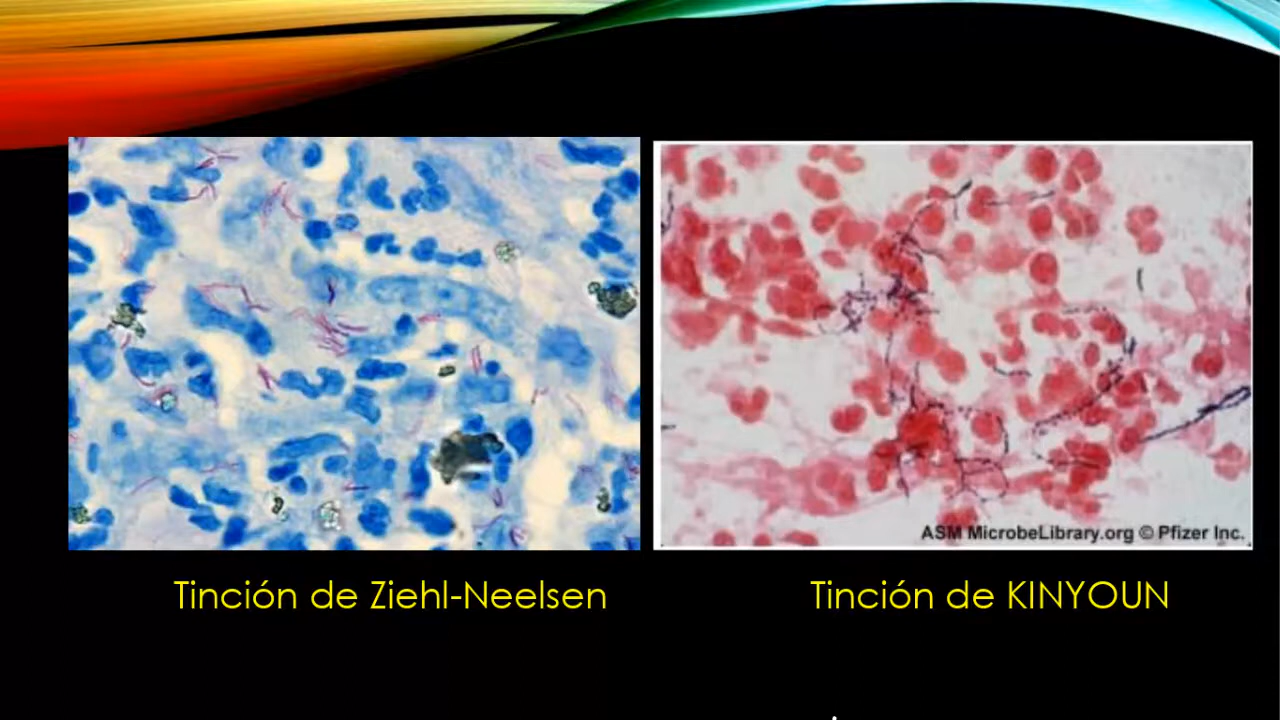 ASM MicrobeLibrary.org © Pfizer Inc.
Tinción de Ziehl-Neelsen
Tinción de KINYOUN